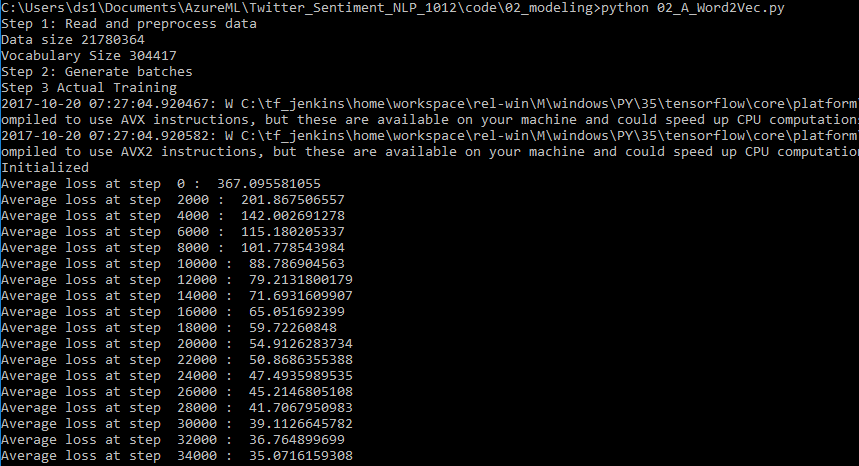 C:\Users\ds1\Documents\AzureML\Twitter_Sentiment_NLP_1012\code\02_modeling>python 02_A_Word2Vec.py
Step 1: Read and preprocess data
Data size 21780364
Vocabulary Size 304417
Step 2: Generate batches
Step 3 Actual Training
2017-10-20 07:27:04.920467: W C:\tf_jenkins\home\workspace\rel-win\M\windows\PY\35\tensorflow\core\platform\
ompiled to use AVX instructions, but these are available on your machine and could speed up CPU computations
2017-10-20 07:27:04.920582: W C:\tf_jenkins\home\workspace\rel-win\M\windows\PY\35\tensorflow\core\platform\
ompiled to use AVX2 instructions, but these are available on your machine and could speed up CPU computatio
Initialized
Average loss at step  0 :  367.095581055
Average loss at step  2000 :  201.867506557
Average loss at step  4000 :  142.002691278
Average loss at step  6000 :  115.180205337
Average loss at step  8000 :  101.778543984
Average loss at step  10000 :  88.786904563
Average loss at step  12000 :  79.2131800179
Average loss at step  14000 :  71.6931609907
Average loss at step  16000 :  65.051692399
Average loss at step  18000 :  59.72260848
Average loss at step  20000 :  54.9126283734
Average loss at step  22000 :  50.8686355388
Average loss at step  24000 :  47.4935989535
Average loss at step  26000 :  45.2146805108
Average loss at step  28000 :  41.7067950983
Average loss at step  30000 :  39.1126645782
Average loss at step  32000 :  36.764899699
Average loss at step  34000 :  35.0716159308